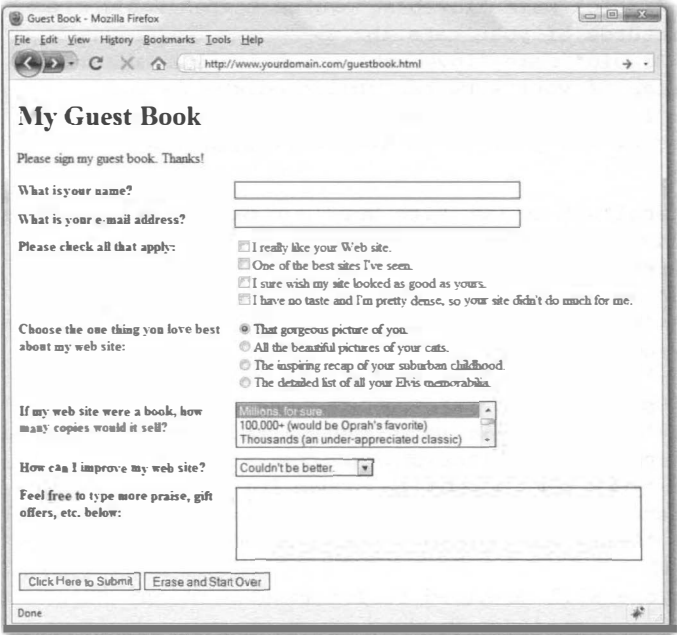 Guest Book - Mozilla Firefox
File Edit View History Bookmarks Tools Help
http://www.yourdomain.com/guestbook.html
My Guest Book
Please sign my guest book. Thanks!
What is your name?
What is your e-mail address?
Please check all that apply:
I really like your Web site.
One of the best sites I've seen.
I sure wish my site looked as good as yours.
I have no taste and I'm pretty dense, so your site didn't do much for me.
Choose the one thing you love best
about my web site:
That gorgeous picture of you.
All the beautiful pictures of your cats.
The inspiring recap of your suburban childhood.
The detailed list of all your Elvis memorabilia.
If my web site were a book, how
many copies would it sell?
Millions, for sure.
100,000+ (would be Oprah's favorite)
Thousands (an under-appreciated classic)
How can I improve my web site?
Couldn't be better.
Feel free to type more praise, gift
offers, etc. below:
Click Here to Submit
Erase and Start Over
Done